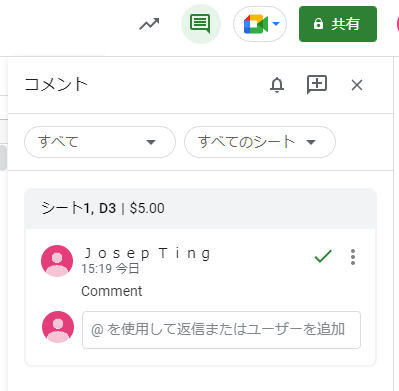 共有
コメント
すべて
すべてのシート
シート1, D3 | $5.00
Ｊｏｓｅｐ Ｔｉｎｇ
15:19 今日
Comment
@ を使用して返信またはユーザーを追加